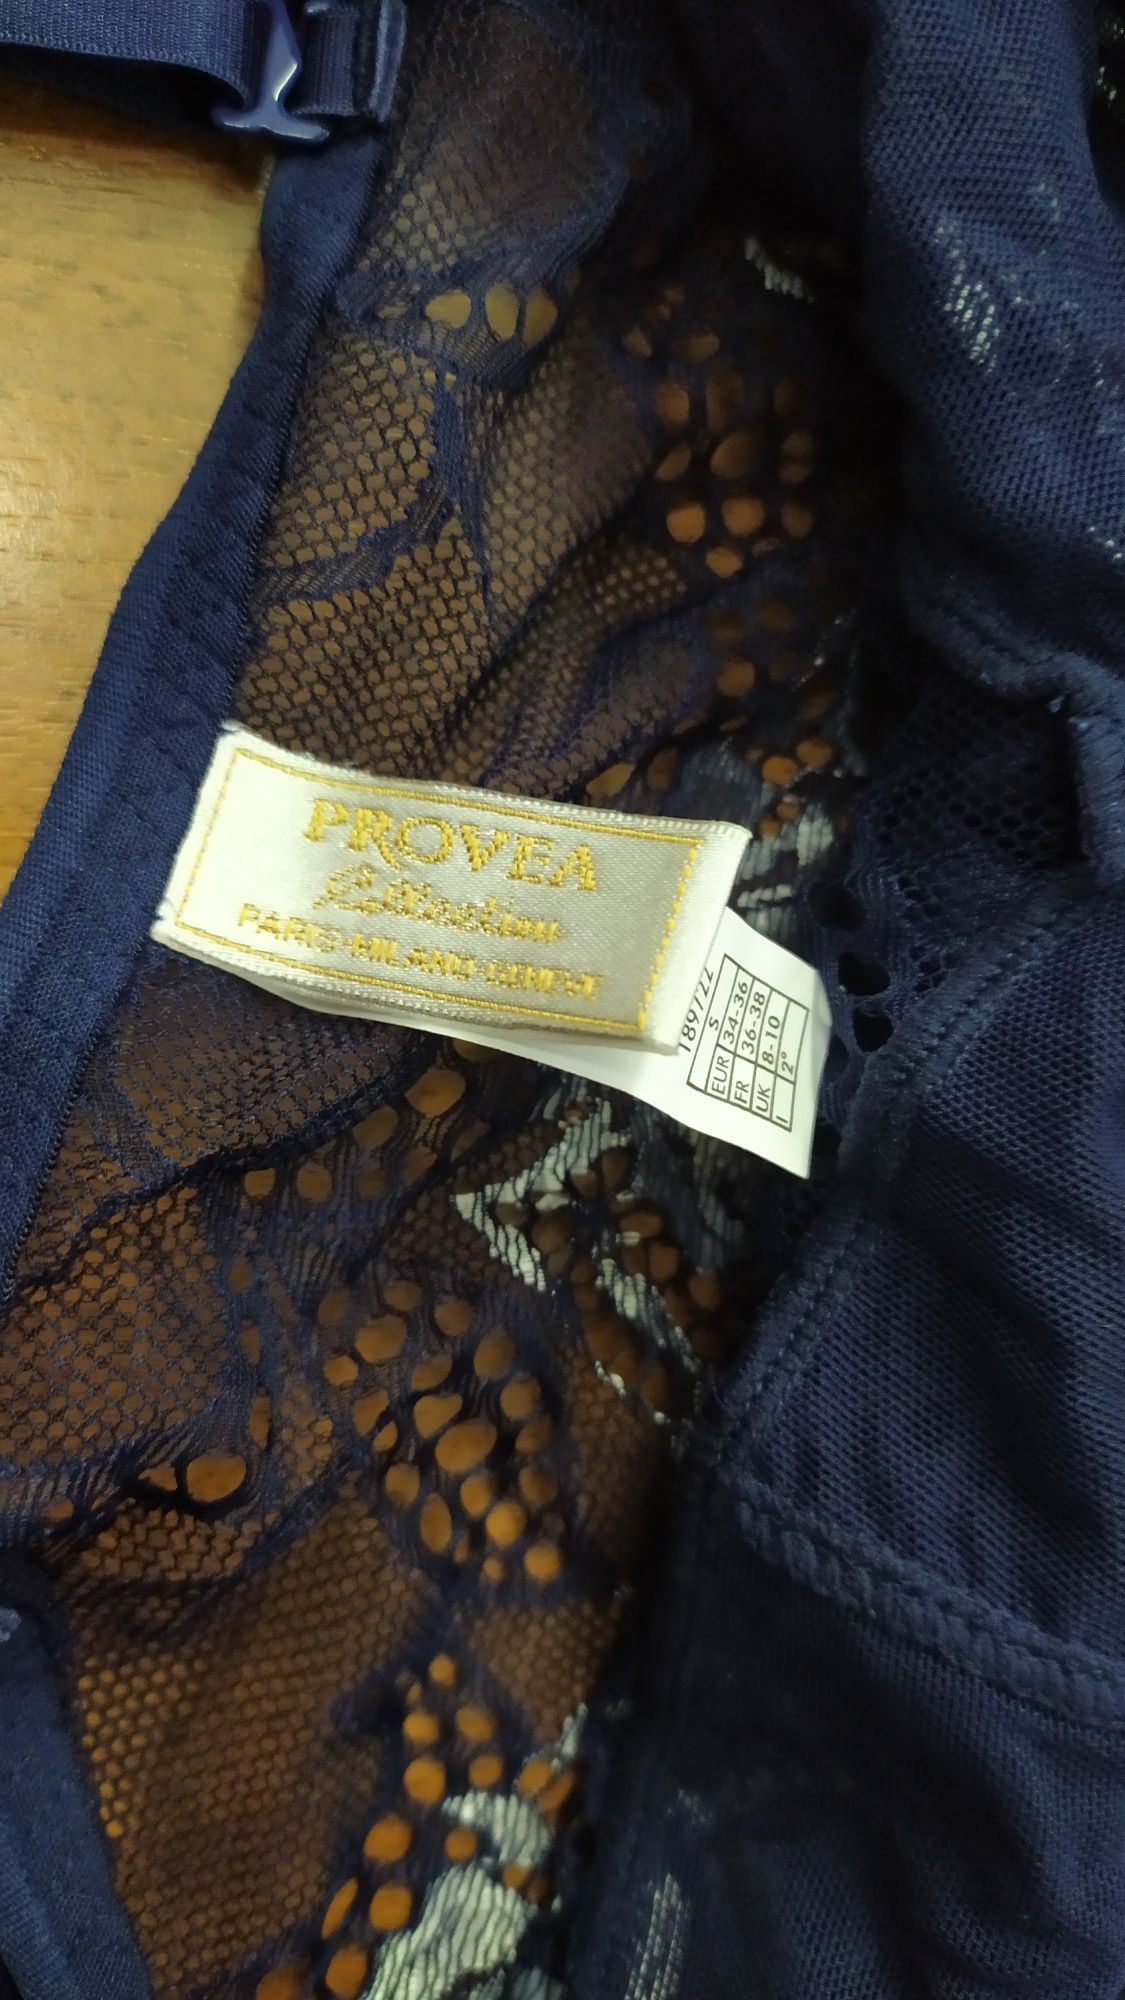 PROVEA
Collection
PARIS-MILANO-GENEVE
189722
S
EUR 34-36
FR 36-38
UK 8-10
I 2°